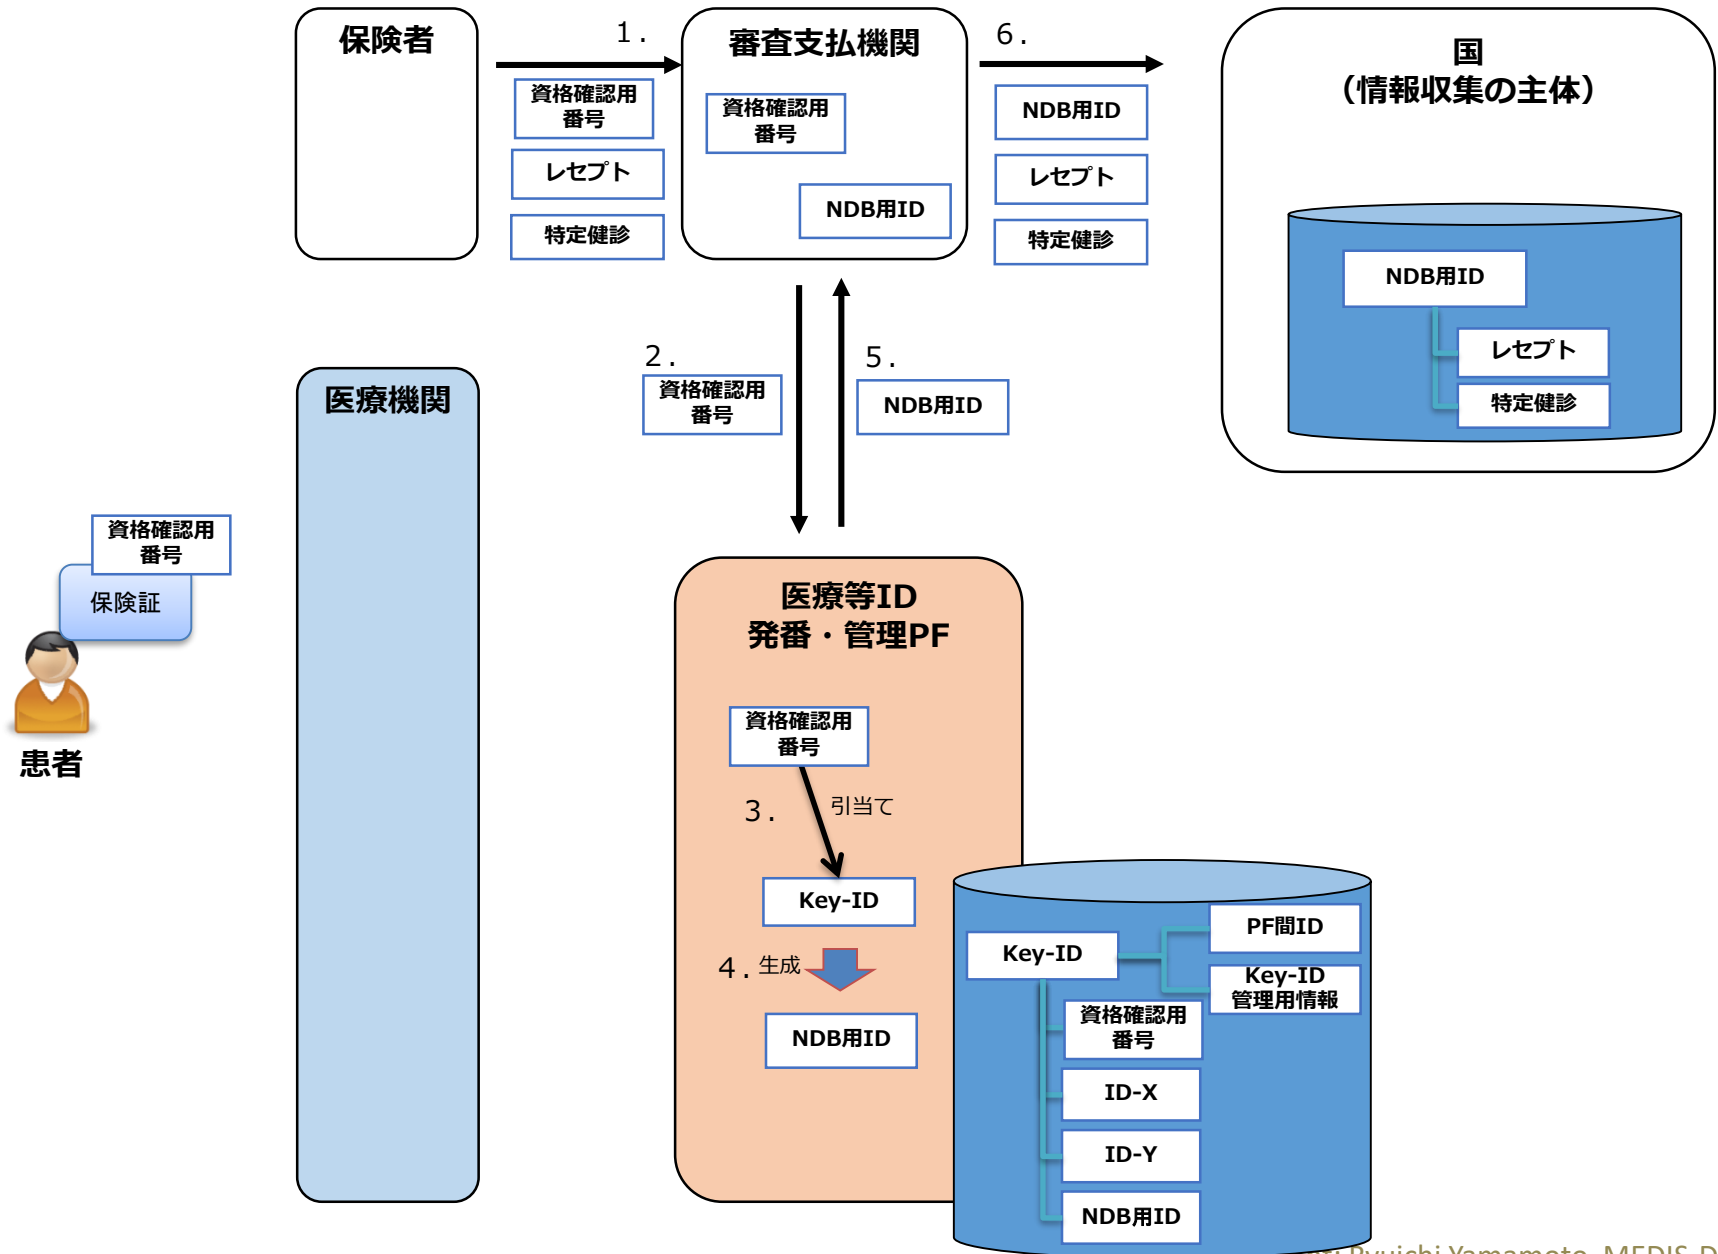 保険者
1.
審査支払機関
6.
国
（情報収集の主体）
資格確認用
番号
レセプト
特定健診
資格確認用
番号
NDB用ID
NDB用ID
レセプト
特定健診
NDB用ID
レセプト
特定健診
2.
資格確認用
番号
5.
NDB用ID
医療機関
資格確認用
番号
保険証
患者
医療等ID
発番・管理PF
資格確認用
番号
3.
引当て
Key-ID
4.
生成
NDB用ID
Key-ID
PF間ID
Key-ID
管理用情報
資格確認用
番号
ID-X
ID-Y
NDB用ID
Ryuichi Yamamoto, MEDIS-D